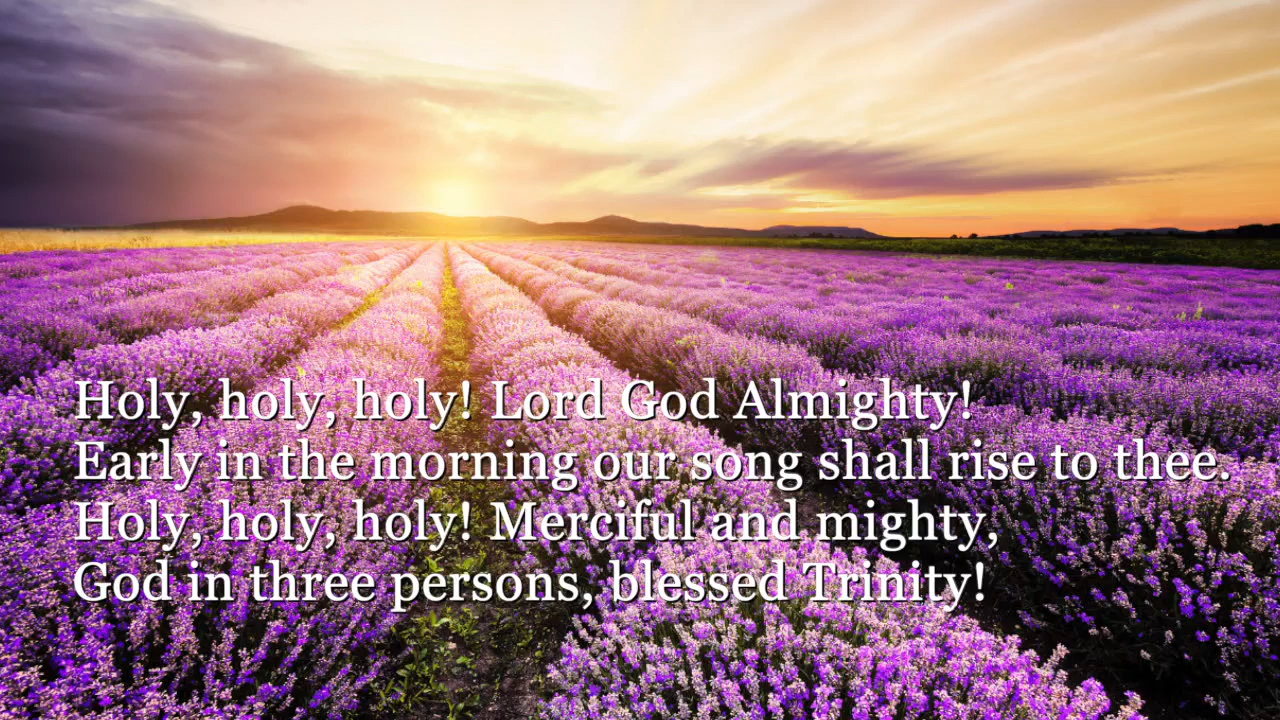 Holy, holy, holy! Lord God Almighty!
Early in the morning our song shall rise to thee.
Holy, holy, holy! Merciful and mighty,
God in three persons, blessed Trinity!